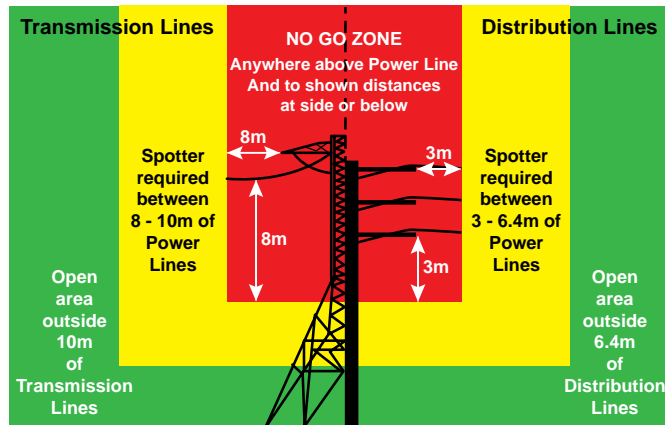 Transmission Lines
NO GO ZONE
Anywhere above Power Line
And to shown distances
at side or below
Distribution Lines
8m
3m
Spotter
required
between
8 - 10m of
Power
Lines
8m
3m
Spotter
required
between
3 - 6.4m of
Power
Lines
Open
area
outside
10m
of
Transmission
Lines
Open
area
outside
6.4m
of
Distribution
Lines